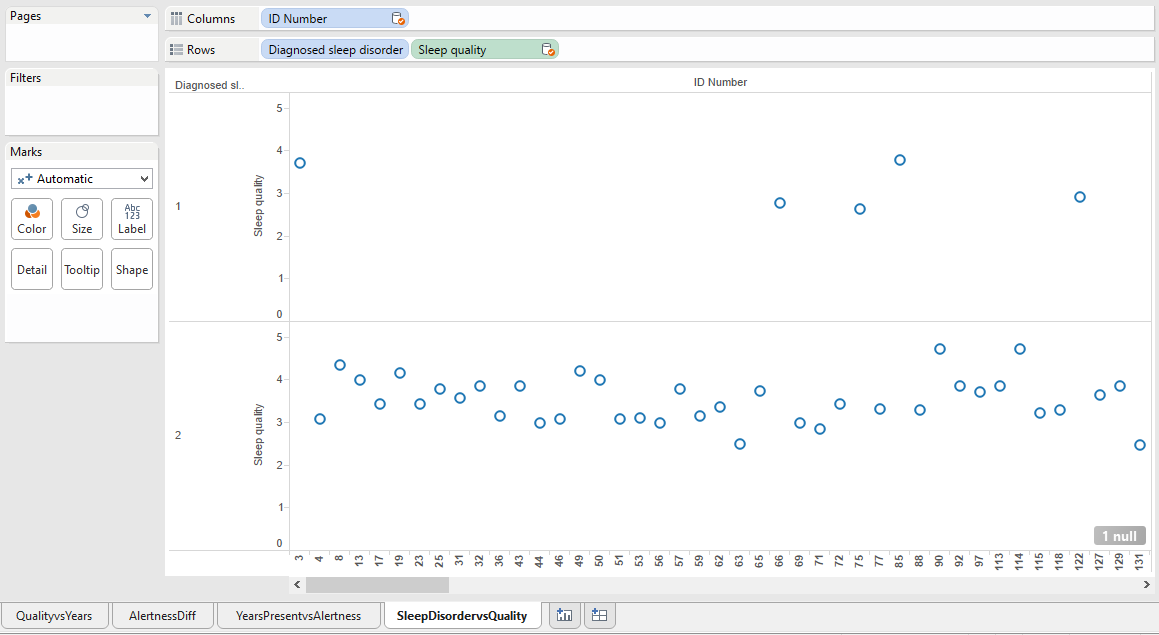 Pages
Columns
ID Number
Rows
Diagnosed sleep disorder
Sleep quality
Filters
Marks
Automatic
Color
Size
Abc
123
Label
Detail
Tooltip
Shape
Diagnosed sl..
ID Number
1
Sleep quality
5
4
3
2
1
0
2
Sleep quality
5
4
3
2
1
0
1 null
3 4 8 13 17 19 23 25 31 32 36 43 44 46 49 50 51 53 56 57 59 62 63 65 66 69 71 72 75 77 85 88 90 92 97 113 114 115 118 122 127 129 131
QualityvsYears
AlertnessDiff
YearsPresentvsAlertness
SleepDisordervsQuality